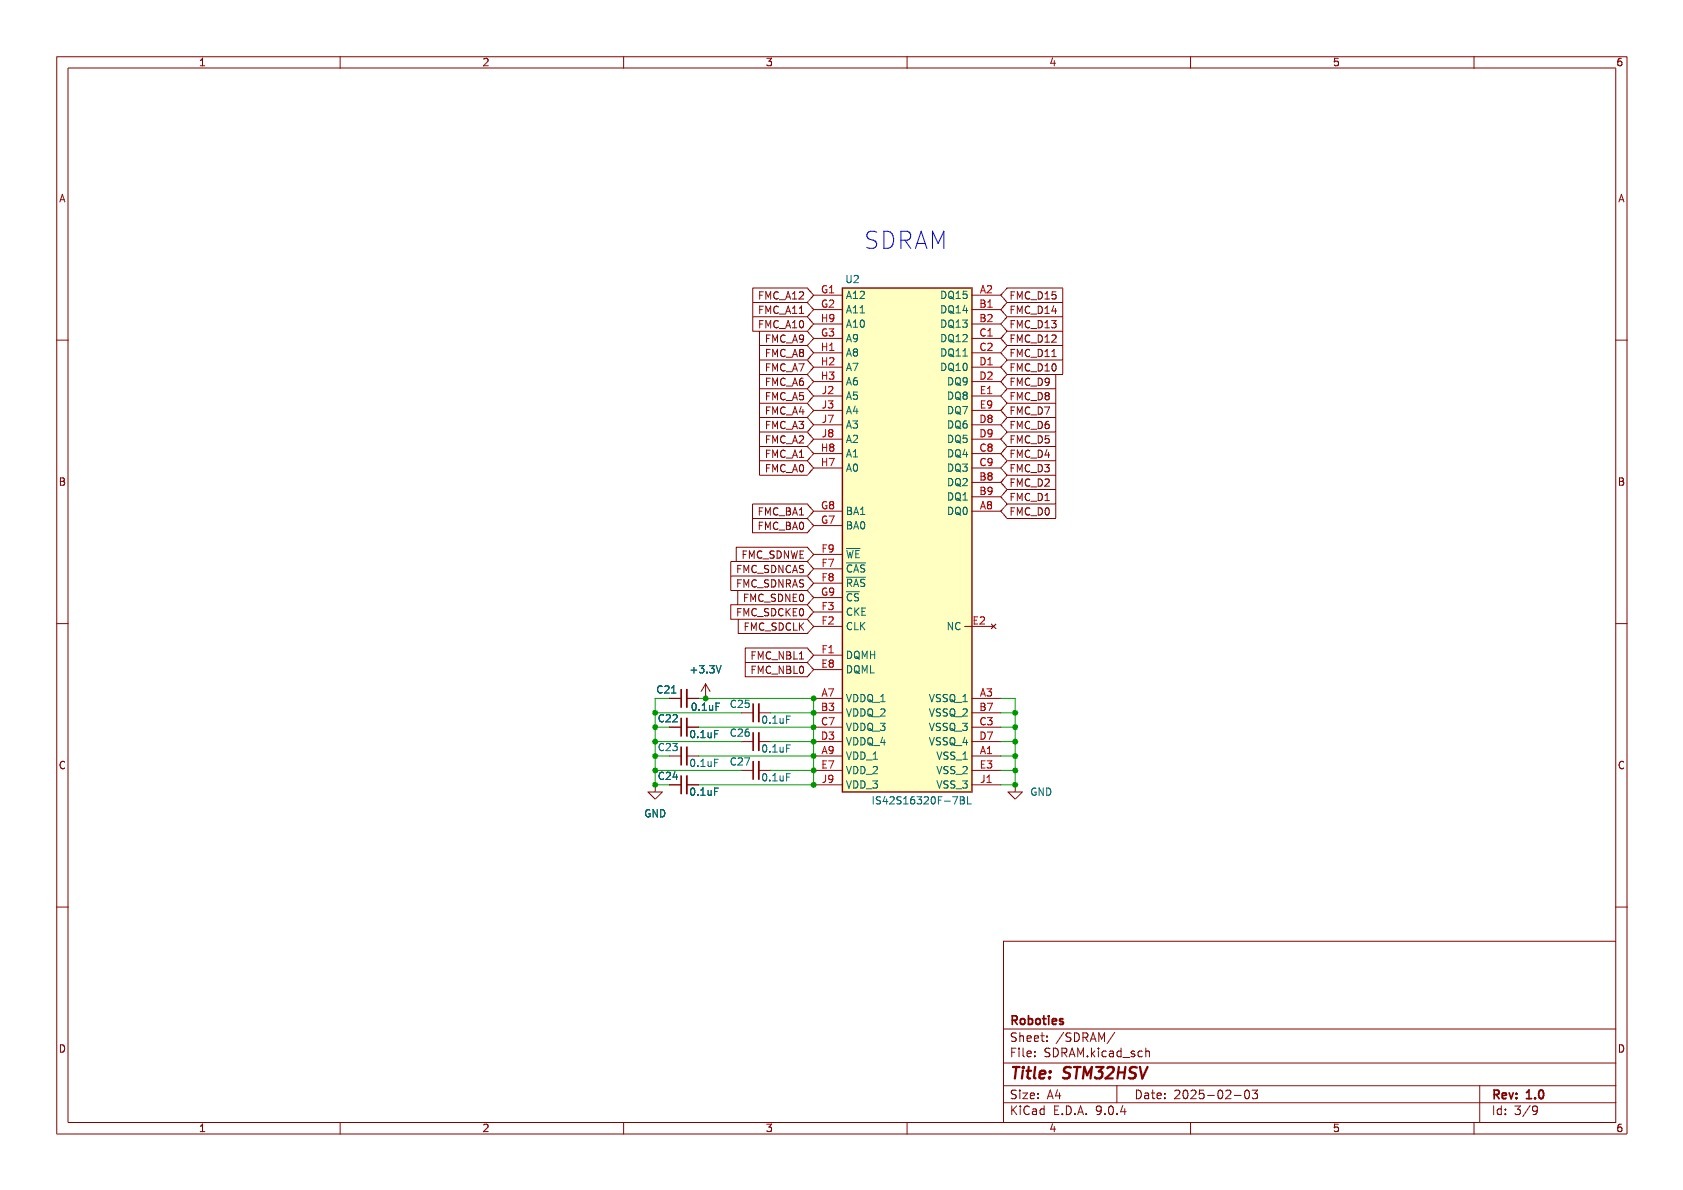 1 2 3 4 5 6
A A
SDRAM
U2
FMC_A12 G1 A12 DQ15 A2 FMC_D15
FMC_A11 G2 A11 DQ14 B1 FMC_D14
FMC_A10 H9 A10 DQ13 B2 FMC_D13
FMC_A9 G3 A9 DQ12 C1 FMC_D12
FMC_A8 H1 A8 DQ11 C2 FMC_D11
FMC_A7 H2 A7 DQ10 D1 FMC_D10
FMC_A6 H3 A6 DQ9 D2 FMC_D9
FMC_A5 J2 A5 DQ8 E1 FMC_D8
FMC_A4 J3 A4 DQ7 E9 FMC_D7
FMC_A3 J7 A3 DQ6 D8 FMC_D6
FMC_A2 J8 A2 DQ5 D9 FMC_D5
FMC_A1 H8 A1 DQ4 C8 FMC_D4
FMC_A0 H7 A0 DQ3 C9 FMC_D3
B DQ2 B8 FMC_D2 B
DQ1 B9 FMC_D1
FMC_BA1 G8 BA1 DQ0 A8 FMC_D0
FMC_BA0 G7 BA0
FMC_SDNWE F9 WE
FMC_SDNCAS F7 CAS
FMC_SDNRAS F8 RAS
FMC_SDNE0 G9 CS
FMC_SDCKE0 F3 CKE
FMC_SDCLK F2 CLK NC E2
FMC_NBL1 F1 DQMH
FMC_NBL0 E8 DQML
+3.3V
C21 0.1uF A7 VDDQ_1 VSSQ_1 A3
C25 0.1uF B3 VDDQ_2 VSSQ_2 B7
C22 0.1uF C7 VDDQ_3 VSSQ_3 C3
C26 0.1uF D3 VDDQ_4 VSSQ_4 D7
C23 0.1uF A9 VDD_1 VSS_1 A1
C C27 0.1uF E7 VDD_2 VSS_2 E3 C
C24 0.1uF J9 VDD_3 VSS_3 J1
GND GND
IS42S16320F-7BL
Roboties
Sheet: /SDRAM/
File: SDRAM.kicad_sch
D D
Title: STM32HSV
Size: A4 Date: 2025-02-03 Rev: 1.0
KiCad E.D.A. 9.0.4 Id: 3/9
1 2 3 4 5 6